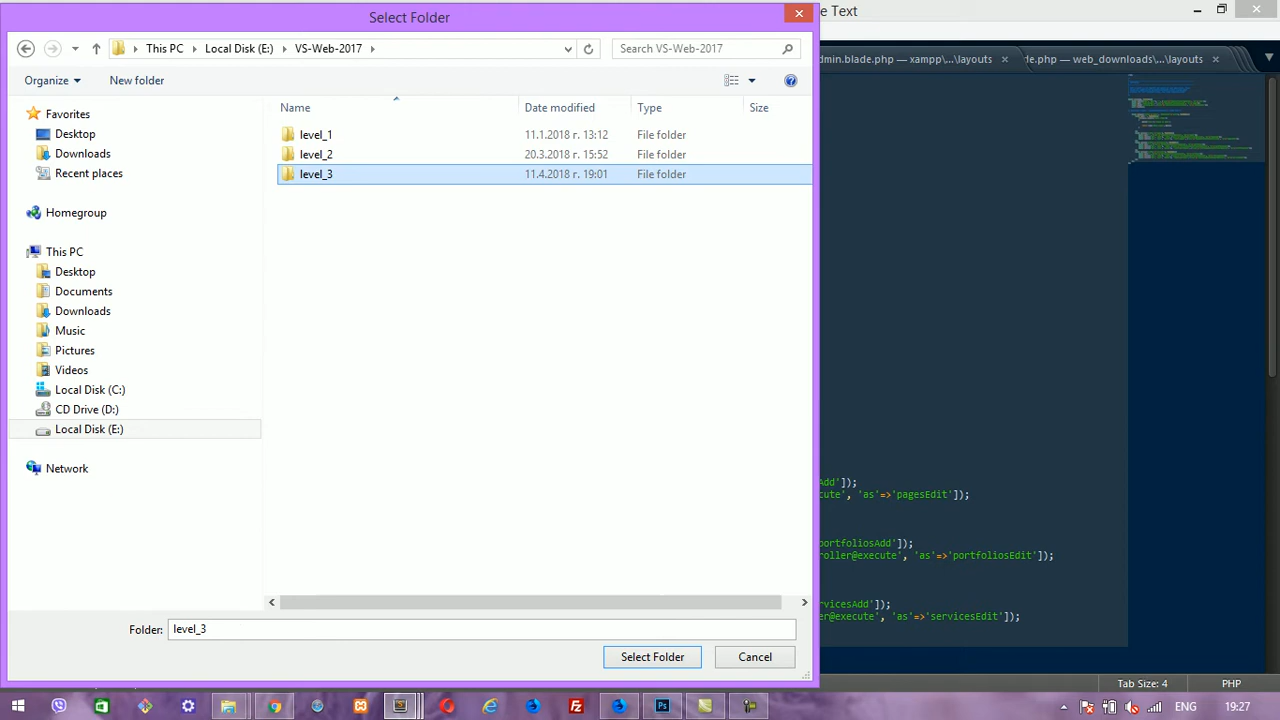 Select Folder
e Text
This PC
Local Disk (E:)
VS-Web-2017
Search VS-Web-2017
dmin.blade.php — xampp\...\layouts
de.php — web_downloads\...\layouts
Organize
New folder
Name
Date modified
Type
Size
level_1
11.1.2018 г. 13:12
File folder
level_2
20.3.2018 г. 15:52
File folder
level_3
11.4.2018 г. 19:01
File folder
Favorites
Desktop
Downloads
Recent places
Homegroup
This PC
Desktop
Documents
Downloads
Music
Pictures
Videos
Local Disk (C:)
CD Drive (D:)
Local Disk (E:)
Network
Add']);
cute', 'as'=>'pagesEdit']);
portfoliosAdd']);
roller@execute', 'as'=>'portfoliosEdit']);
rvicesAdd']);
er@execute', 'as'=>'servicesEdit']);
Folder:
level_3
Select Folder
Cancel
Tab Size: 4
PHP
ENG
19:27